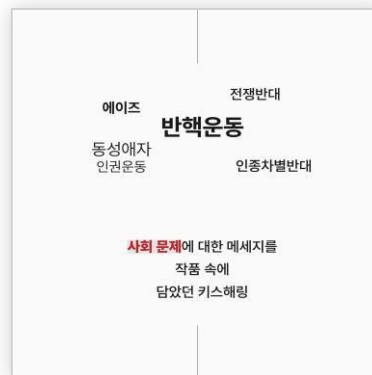 전쟁반대
에이즈
반핵운동
동성애자
인권운동
인종차별반대
사회 문제에 대한 메세지를
작품 속에
담았던 키스해링